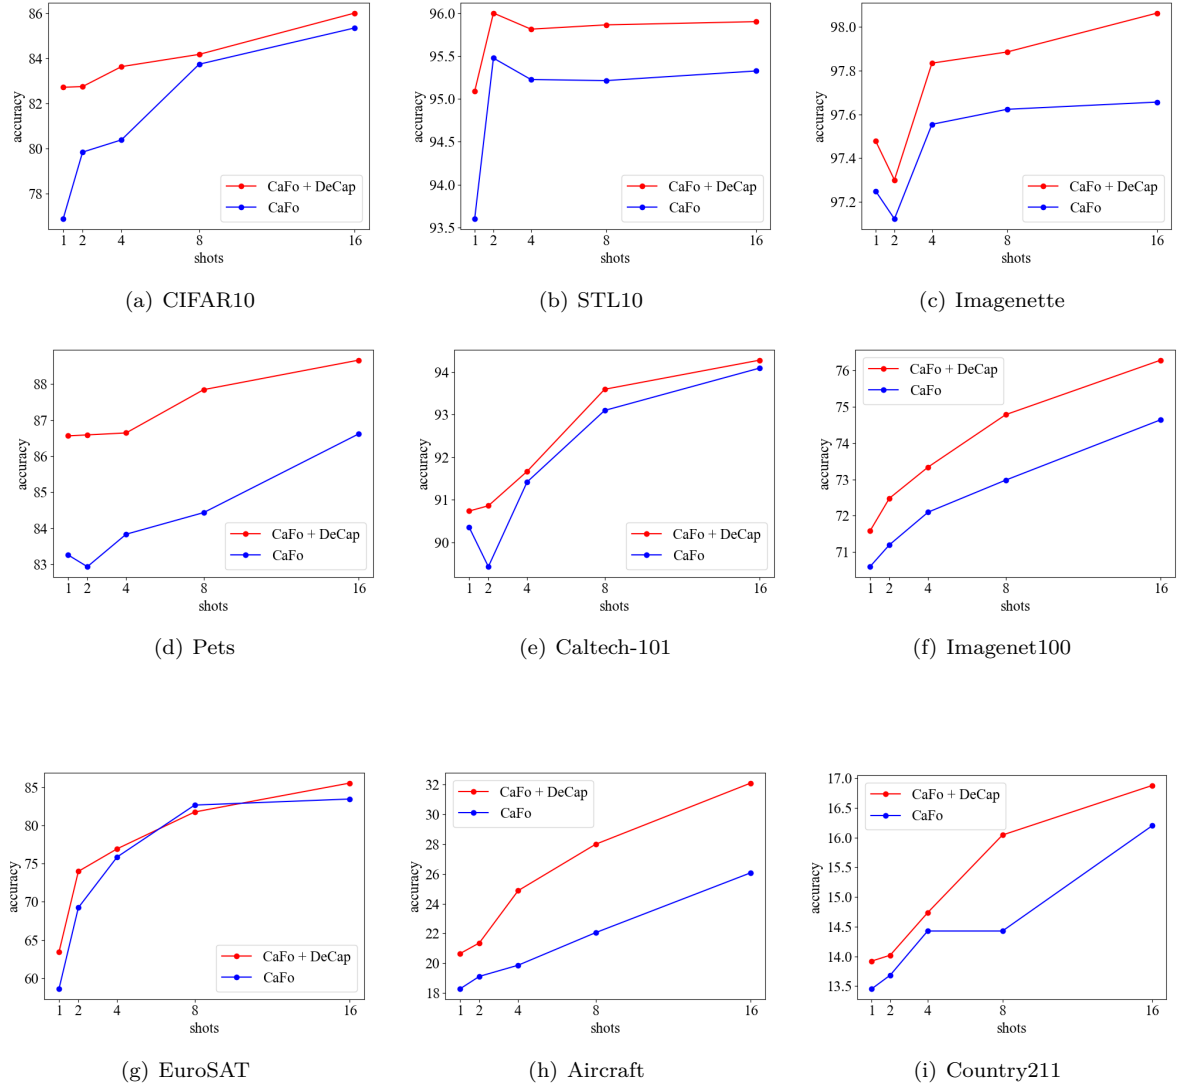 86
84
82
80
78
accuracy
CaFo + DeCap
CaFo
1 2 4 8 16
shots
(a) CIFAR10
96.0
95.5
95.0
94.5
94.0
93.5
accuracy
CaFo + DeCap
CaFo
1 2 4 8 16
shots
(b) STL10
98.0
97.8
97.6
97.4
97.2
accuracy
CaFo + DeCap
CaFo
1 2 4 8 16
shots
(c) Imagenette
88
87
86
85
84
83
accuracy
CaFo + DeCap
CaFo
1 2 4 8 16
shots
(d) Pets
94
93
92
91
90
accuracy
CaFo + DeCap
CaFo
1 2 4 8 16
shots
(e) Caltech-101
76
75
74
73
72
71
accuracy
CaFo + DeCap
CaFo
1 2 4 8 16
shots
(f) Imagenet100
85
80
75
70
65
60
accuracy
CaFo + DeCap
CaFo
1 2 4 8 16
shots
(g) EuroSAT
32
30
28
26
24
22
20
18
accuracy
CaFo + DeCap
CaFo
1 2 4 8 16
shots
(h) Aircraft
17.0
16.5
16.0
15.5
15.0
14.5
14.0
13.5
accuracy
CaFo + DeCap
CaFo
1 2 4 8 16
shots
(i) Country211